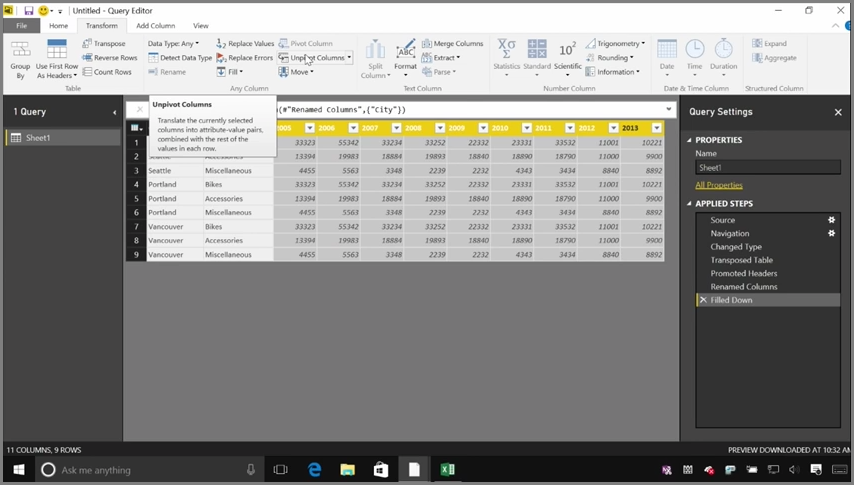 Untitled - Query Editor
File Home Transform Add Column View
Group By
Use First Row As Headers
Transpose
Reverse Rows
Count Rows
Table
Data Type: Any
Detect Data Type
Rename
Replace Values
Replace Errors
Fill
Pivot Column
Unpivot Columns
Move
Any Column
Split Column
Format
Merge Columns
Extract
Parse
Text Column
Statistics
Standard
Scientific
Trigonometry
Rounding
Information
Number Column
Date
Time
Duration
Date & Time Column
Expand
Aggregate
Structured Column
1 Query
Sheet1
Unpivot Columns
Translate the currently selected
columns into attribute-value pairs,
combined with the rest of the
values in each row.
(#"Renamed Columns",{"City"})
2005 2006 2007 2008 2009 2010 2011 2012 2013
1 33323 55342 33234 33252 22332 23331 33532 11001 10221
2 Seattle Accessories 13394 19983 18884 19893 18840 18890 18790 11000 9900
3 Seattle Miscellaneous 4455 5563 3348 2239 2232 4343 3434 8840 8892
4 Portland Bikes 33323 55342 33234 33252 22332 23331 33532 11001 10221
5 Portland Accessories 13394 19983 18884 19893 18840 18890 18790 11000 9900
6 Portland Miscellaneous 4455 5563 3348 2239 2232 4343 3434 8840 8892
7 Vancouver Bikes 33323 55342 33234 33252 22332 23331 33532 11001 10221
8 Vancouver Accessories 13394 19983 18884 19893 18840 18890 18790 11000 9900
9 Vancouver Miscellaneous 4455 5563 3348 2239 2232 4343 3434 8840 8892
Query Settings
PROPERTIES
Name
Sheet1
All Properties
APPLIED STEPS
Source
Navigation
Changed Type
Transposed Table
Promoted Headers
Renamed Columns
Filled Down
11 COLUMNS, 9 ROWS
PREVIEW DOWNLOADED AT 10:32 AM
Ask me anything